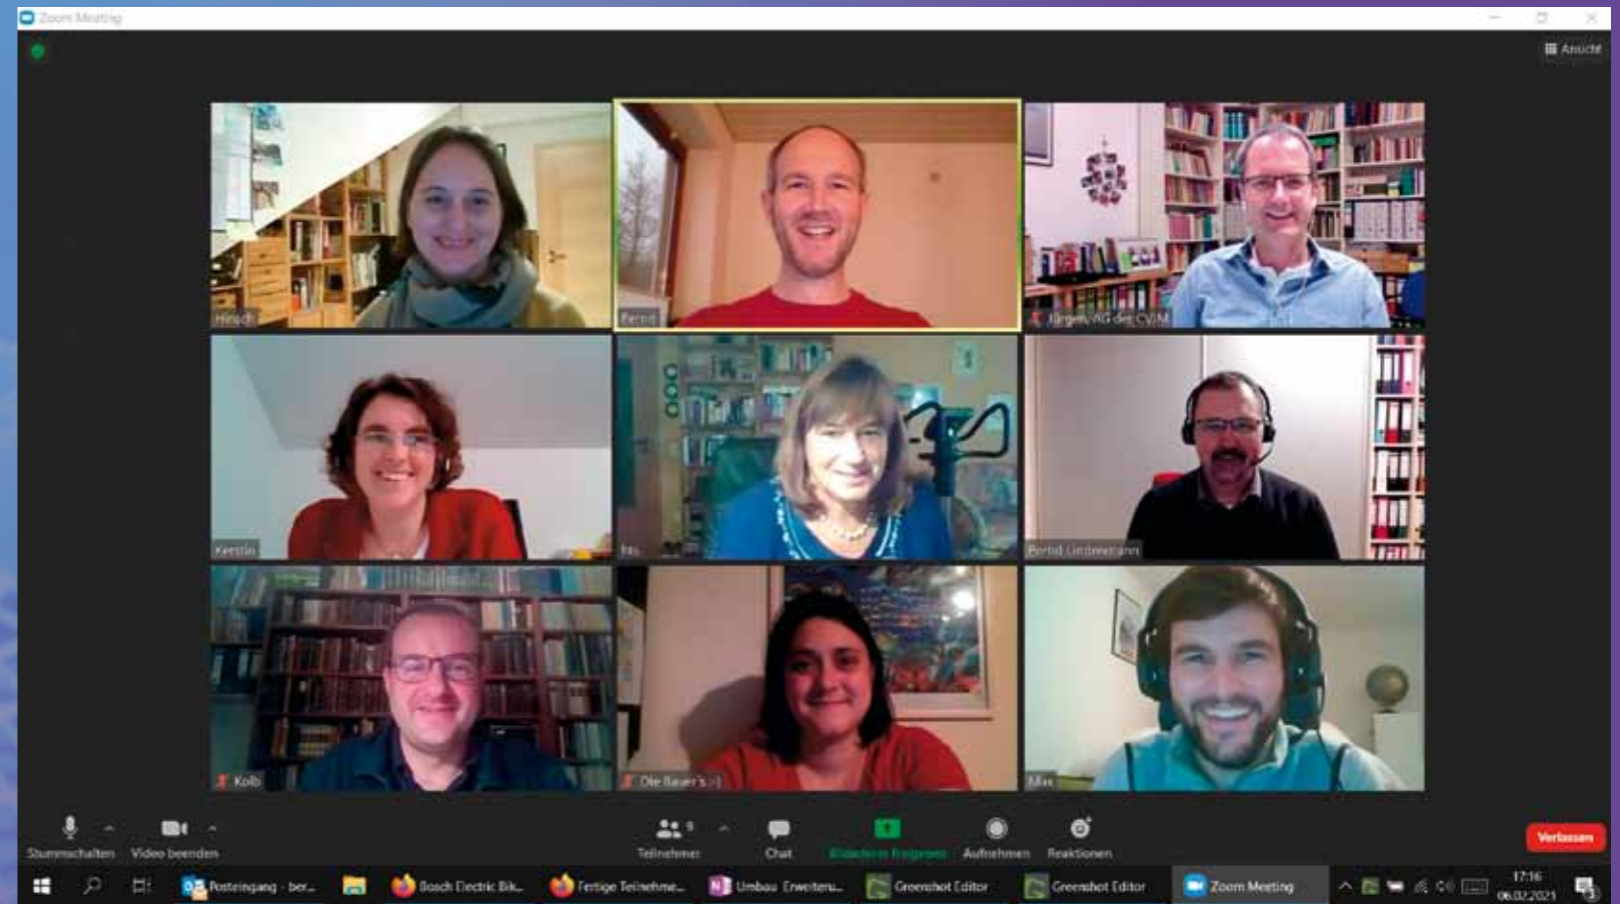 Zoom Meeting
Ansicht
Hirsch
Bernd
Jürgen, AG der CVJM
Kerstin
Bernd Lindenmann
Kolb
Die Bauer's :-)
Max
9
Stummschalten
Video beenden
Teilnehmer
Chat
Bildschirm freigeben
Aufnehmen
Reaktionen
Verlassen
Posteingang - ber...
Bosch Electric Bik...
Fertige Teilnehme...
Umbau Erweiteru...
Greenshot Editor
Greenshot Editor
Zoom Meeting
17:16
06.02.2021